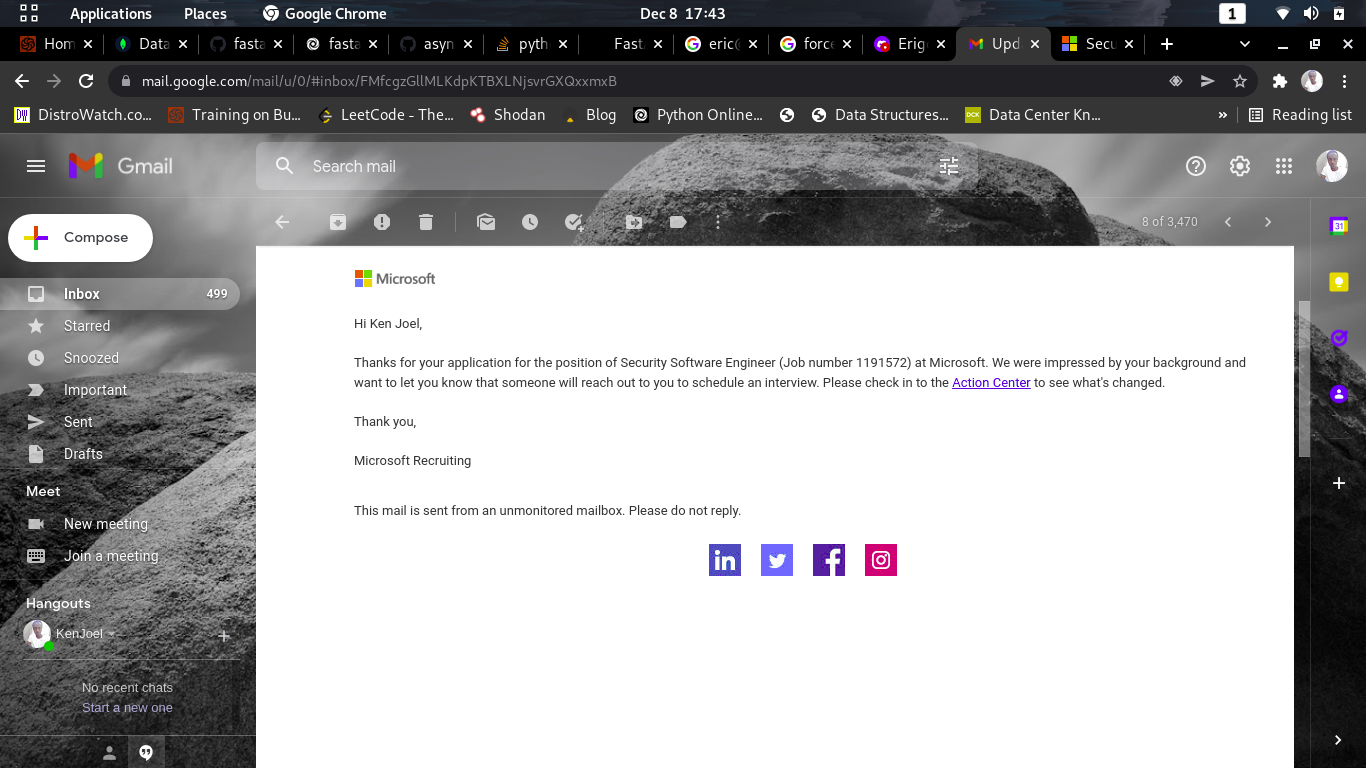 Applications Places Google Chrome Dec 8 17:43 1
Hom Data fasta fasta asyn pyth Fast eric@ force Erig Upd Secu
mail.google.com/mail/u/0/#inbox/FMfcgzGllMLKdpKTBXLNjsvrGXQxxmxB
DistroWatch.co... Training on Bu... LeetCode - The... Shodan Blog Python Online... Data Structures... DCK Data Center Kn... » Reading list
Gmail Search mail
Compose 8 of 3,470
31
Inbox 499
Starred
Snoozed
Important
Sent
Drafts
Meet
New meeting
Join a meeting
Hangouts
KenJoel
No recent chats
Start a new one
Microsoft
Hi Ken Joel,
Thanks for your application for the position of Security Software Engineer (Job number 1191572) at Microsoft. We were impressed by your background and
want to let you know that someone will reach out to you to schedule an interview. Please check in to the Action Center to see what's changed.
Thank you,
Microsoft Recruiting
This mail is sent from an unmonitored mailbox. Please do not reply.
in